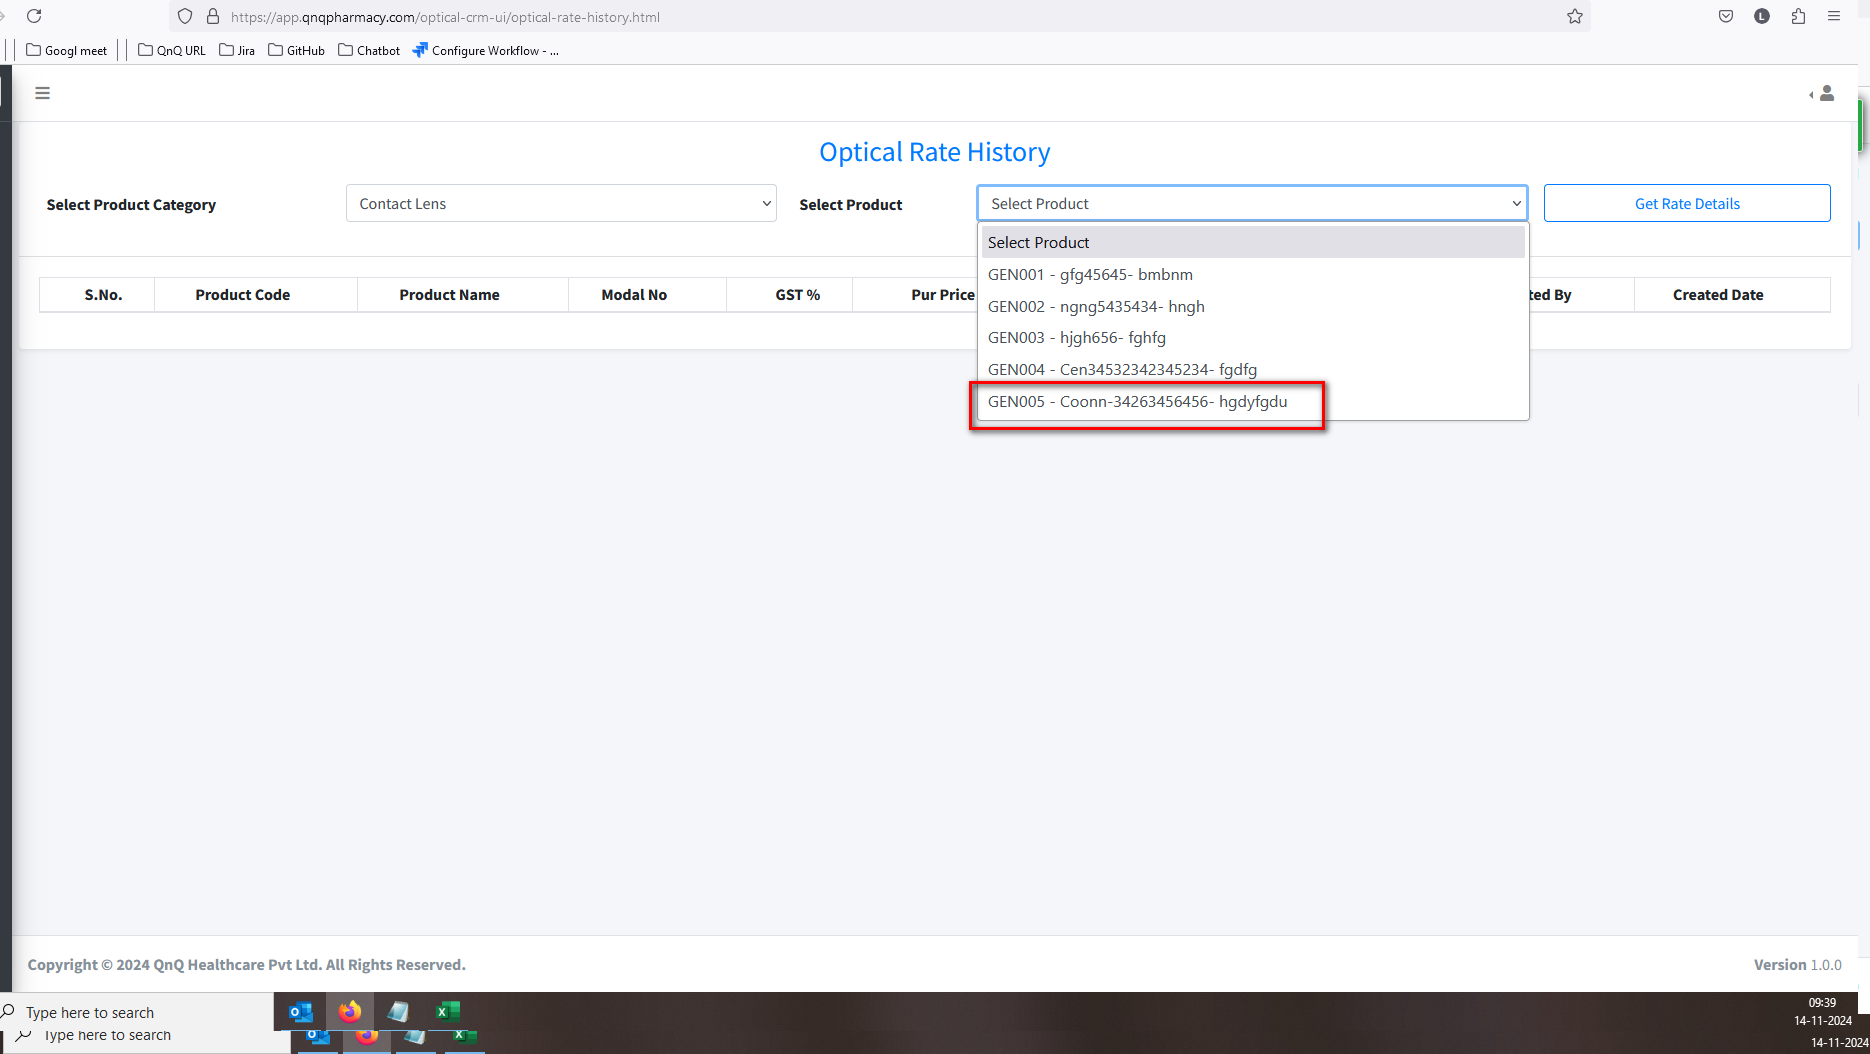 https://app.qnqpharmacy.com/optical-crm-ui/optical-rate-history.html
L
Googl meet QnQ URL Jira GitHub Chatbot Configure Workflow - ...
Optical Rate History
Select Product Category Contact Lens Select Product Select Product Get Rate Details
Select Product
GEN001 - gfg45645- bmbnm
S.No. Product Code Product Name Modal No GST % Pur Price ted By Created Date
GEN002 - ngng5435434- hngh
GEN003 - hjgh656- fghfg
GEN004 - Cen34532342345234- fgdfg
GEN005 - Coonn-34263456456- hgdyfgdu
Copyright © 2024 QnQ Healthcare Pvt Ltd. All Rights Reserved. Version 1.0.0
Type here to search
09:39
14-11-2024
Type here to search
14-11-2024